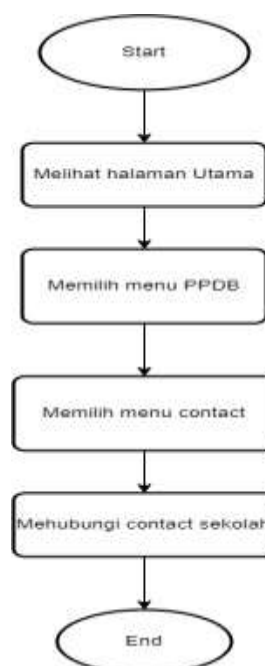 Start
Melihat halaman Utama
Memilih menu PPDB
Memilih menu contact
Mehubungi contact sekolah
End